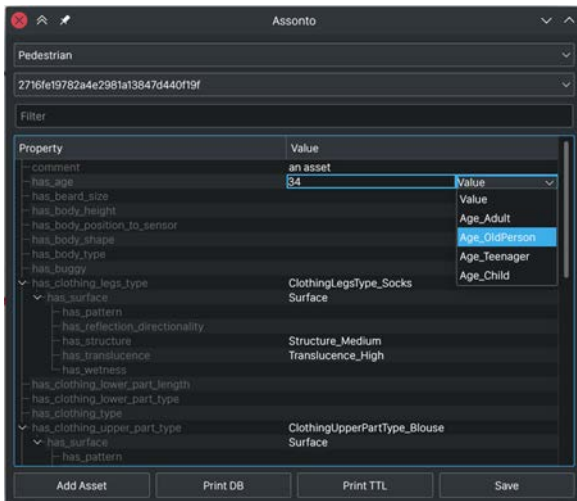 Assonto
Pedestrian
2716fe19782a4e2981a13847d440f19f
Filter
Property Value
comment an asset
has_age 34 Value
has_beard_size Value
has_body_height Age_Adult
has_body_position_to_sensor Age_OldPerson
has_body_shape Age_Teenager
has_body_type Age_Child
has_buggy
has_clothing_legs_type ClothingLegsType_Socks
has_surface Surface
has_pattern
has_reflection_directionality
has_structure Structure_Medium
has_translucence Translucence_High
has_wetness
has_clothing_lower_part_length
has_clothing_lower_part_type
has_clothing_type
has_clothing_upper_part_type ClothingUpperPartType_Blouse
has_surface Surface
has_pattern
Add Asset Print DB Print TTL Save